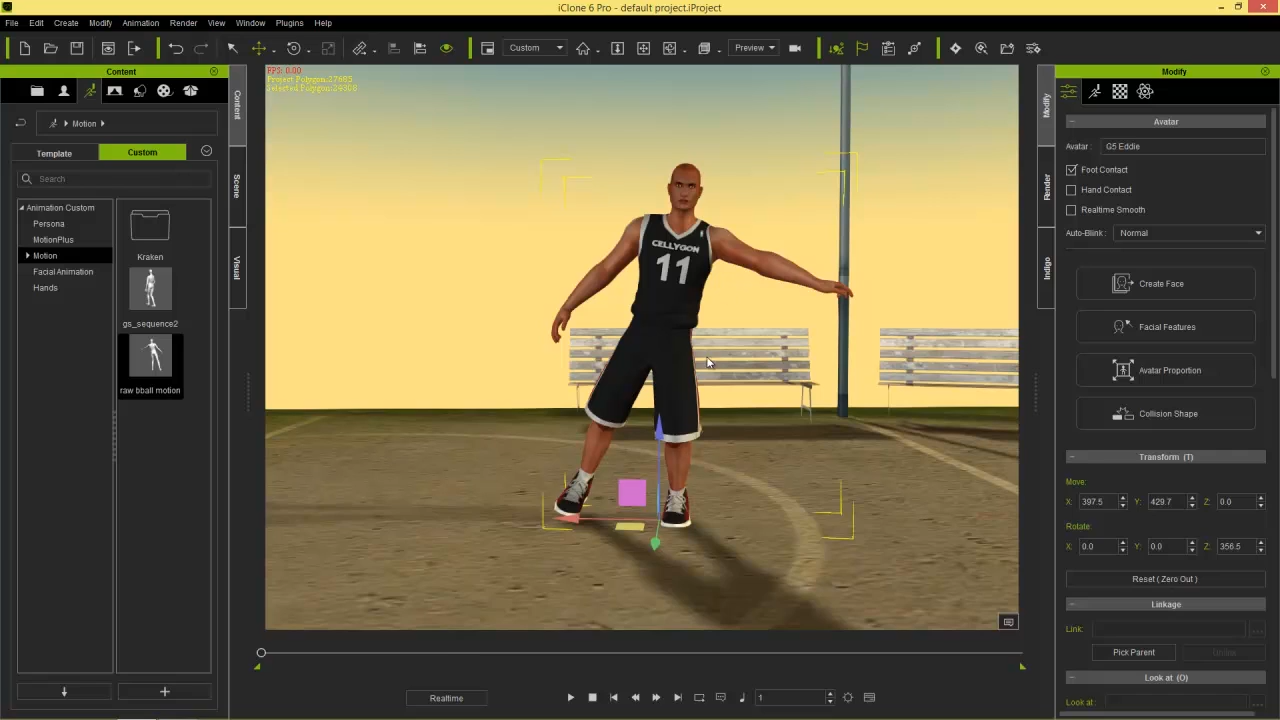 iClone 6 Pro - default project.iProject
File Edit Create Modify Animation Render View Window Plugins Help
Custom
Preview
Content
Motion
Template Custom
Search
Animation Custom
Persona
MotionPlus
Motion
Facial Animation
Hands
Kraken
gs_sequence2
raw bball motion
Content
Scene
Visual
FPS: 0.00
CELLYGON
11
Realtime
1
Modify
Render
Indigo
Modify
Avatar
Avatar: G5 Eddie
Foot Contact
Hand Contact
Realtime Smooth
Auto-Blink: Normal
Create Face
Facial Features
Avatar Proportion
Collision Shape
Transform (T)
Move:
X: 397.5 Y: 429.7 Z: 0.0
Rotate
X: 0.0 Y: 0.0 Z: 356.5
Reset ( Zero Out )
Linkage
Link:
Pick Parent Unlink
Look at (O)
Look at: